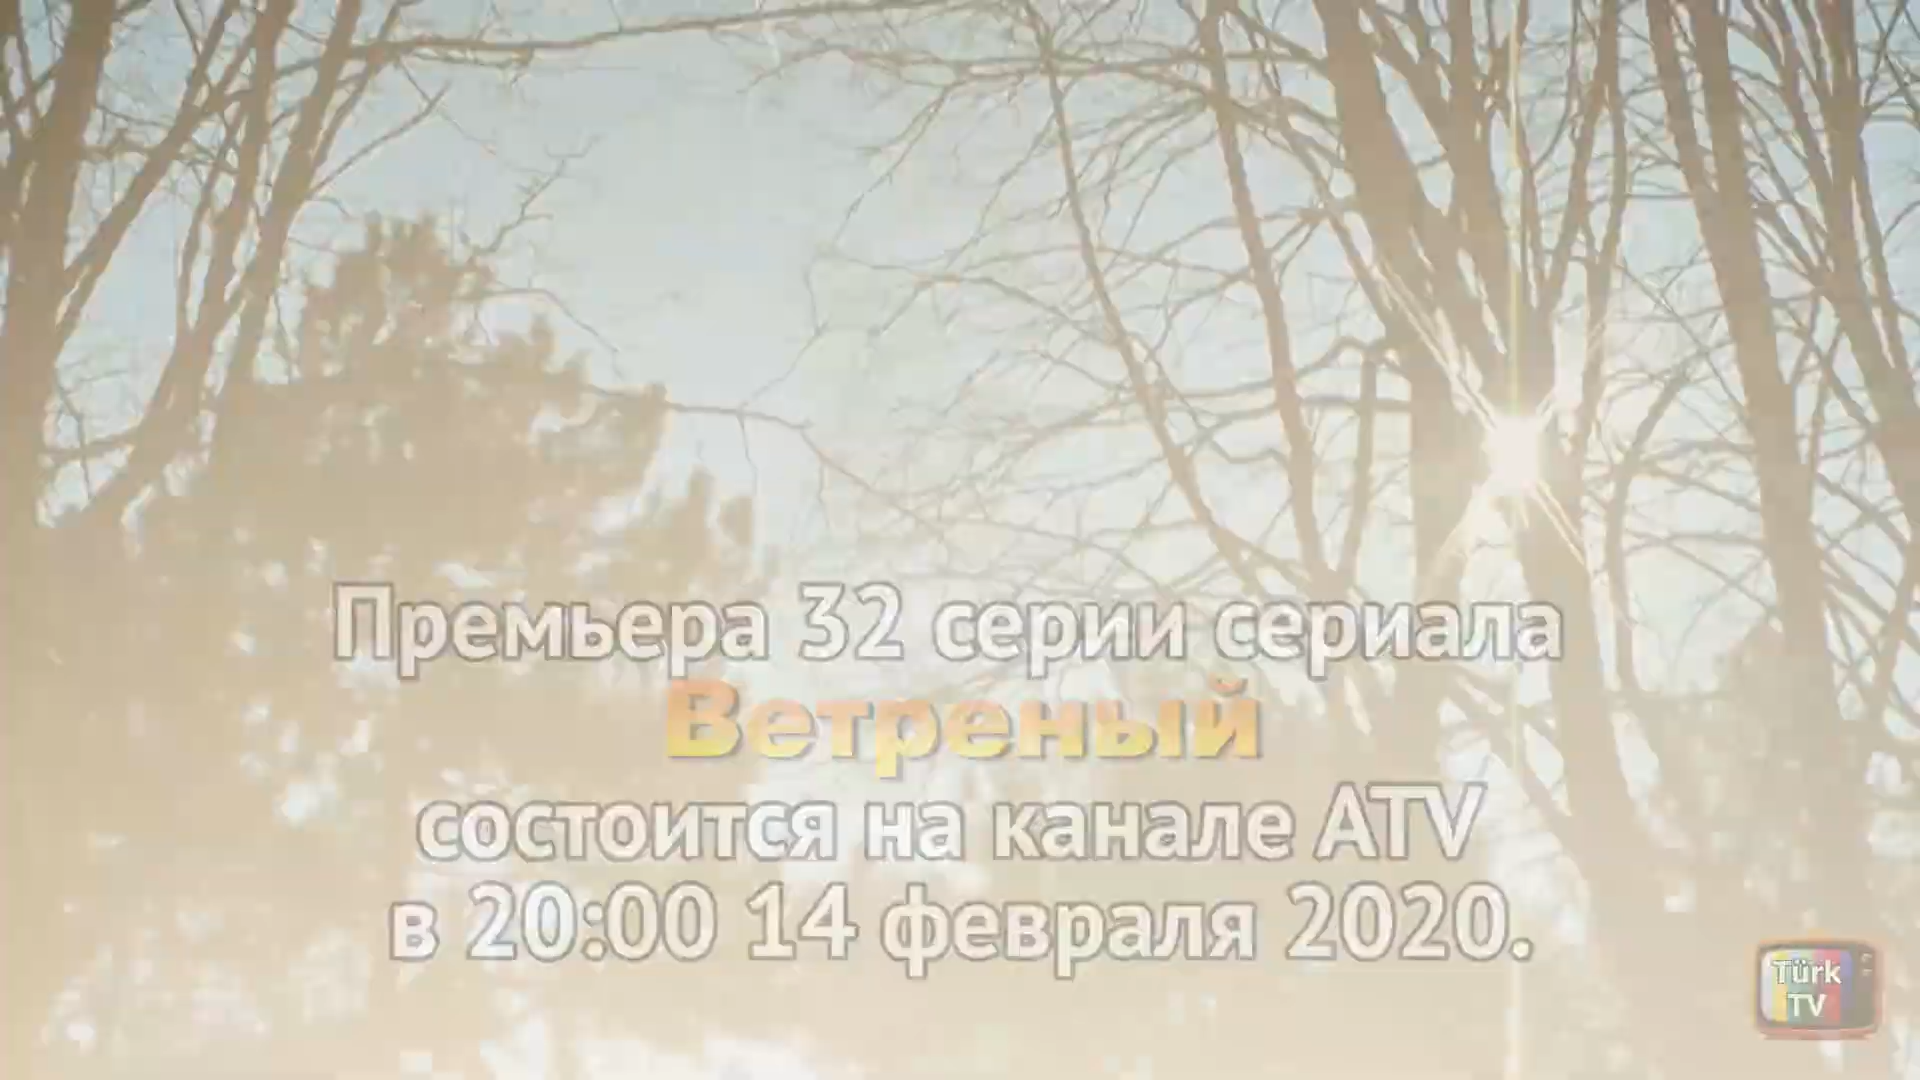 Премьера 32 серии сериала
Ветреный
состоится на канале ATV
в 20:00 14 февраля 2020.
Türk
TV